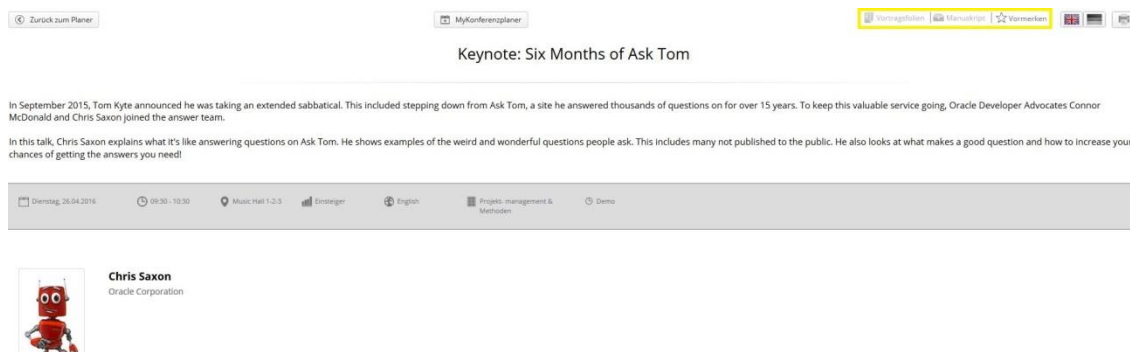 Zurück zum Planer
MyKonferenzplaner
Vortragsfolien | Manuskript | Vormerken
Keynote: Six Months of Ask Tom
In September 2015, Tom Kyte announced he was taking an extended sabbatical. This included stepping down from Ask Tom, a site he answered thousands of questions on for over 15 years. To keep this valuable service going, Oracle Developer Advocates Connor
McDonald and Chris Saxon joined the answer team.
In this talk, Chris Saxon explains what it's like answering questions on Ask Tom. He shows examples of the weird and wonderful questions people ask. This includes many not published to the public. He also looks at what makes a good question and how to increase your
chances of getting the answers you need!
Dienstag, 26.04.2016
09:30 - 10:30
Music Hall 1-2-3
Einsteiger
English
Projekt- management &
Methoden
Demo
Chris Saxon
Oracle Corporation